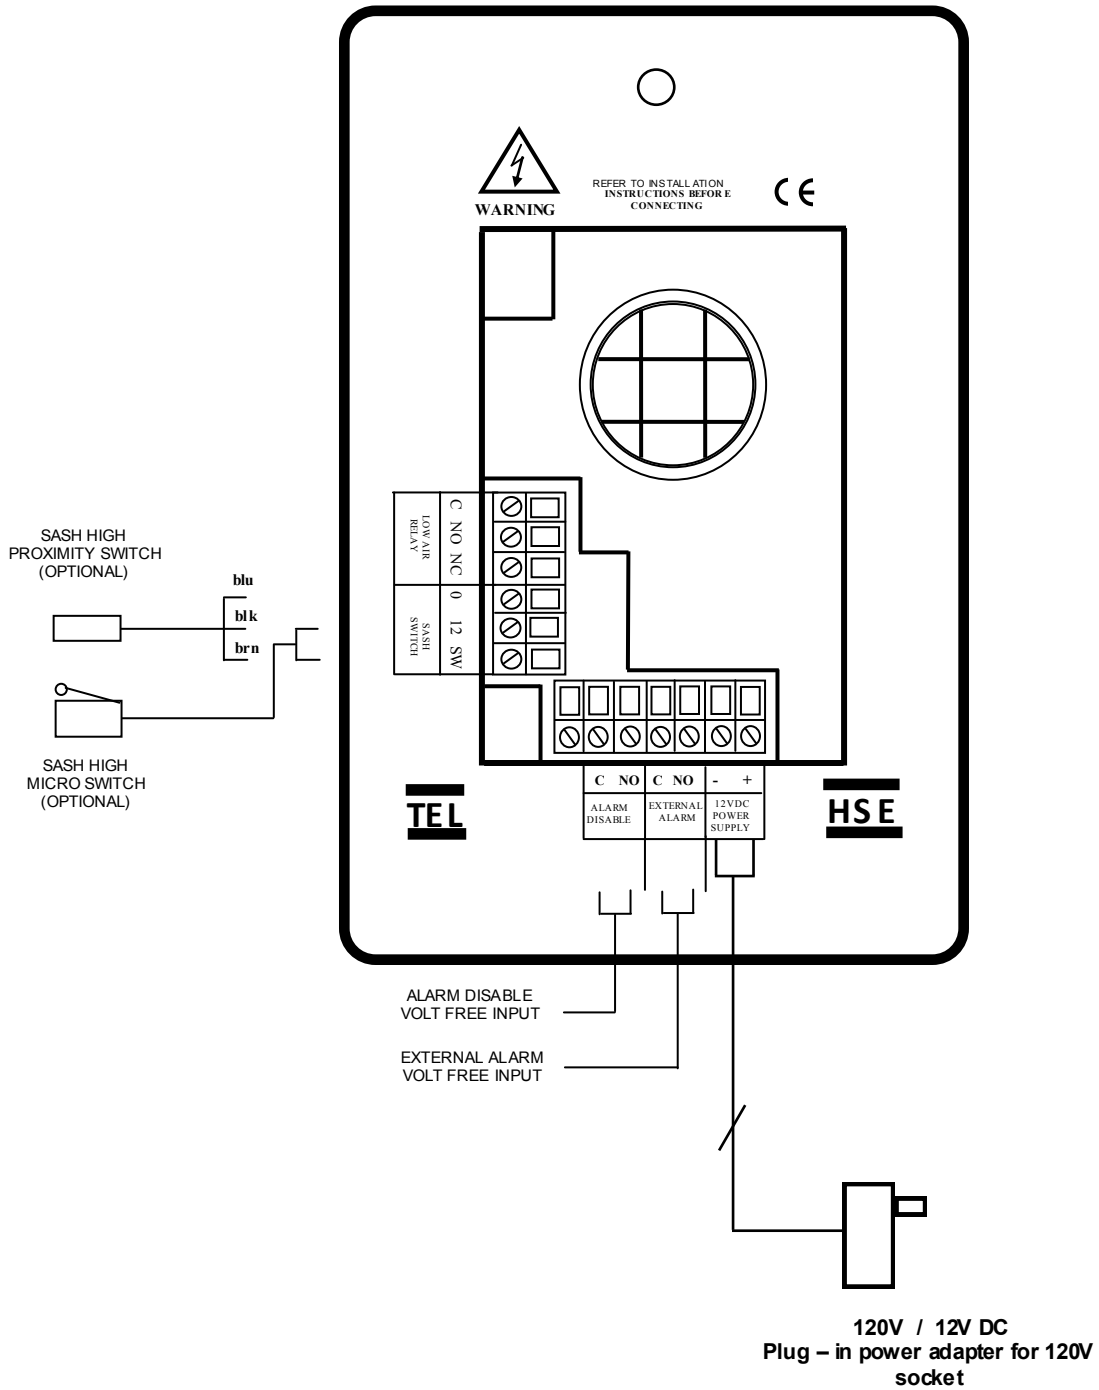 WARNING
REFER TO INSTALLATION
INSTRUCTIONS BEFORE
CONNECTING
CE
C NO NC 0 12 SW
LOW AIR
RELAY
SASH
SWITCH
SASH HIGH
PROXIMITY SWITCH
(OPTIONAL)
blu
blk
brn
SASH HIGH
MICRO SWITCH
(OPTIONAL)
TEL
C NO C NO - +
ALARM
DISABLE
EXTERNAL
ALARM
12VDC
POWER
SUPPLY
HSE
ALARM DISABLE
VOLT FREE INPUT
EXTERNAL ALARM
VOLT FREE INPUT
120V / 12V DC
Plug – in power adapter for 120V
socket